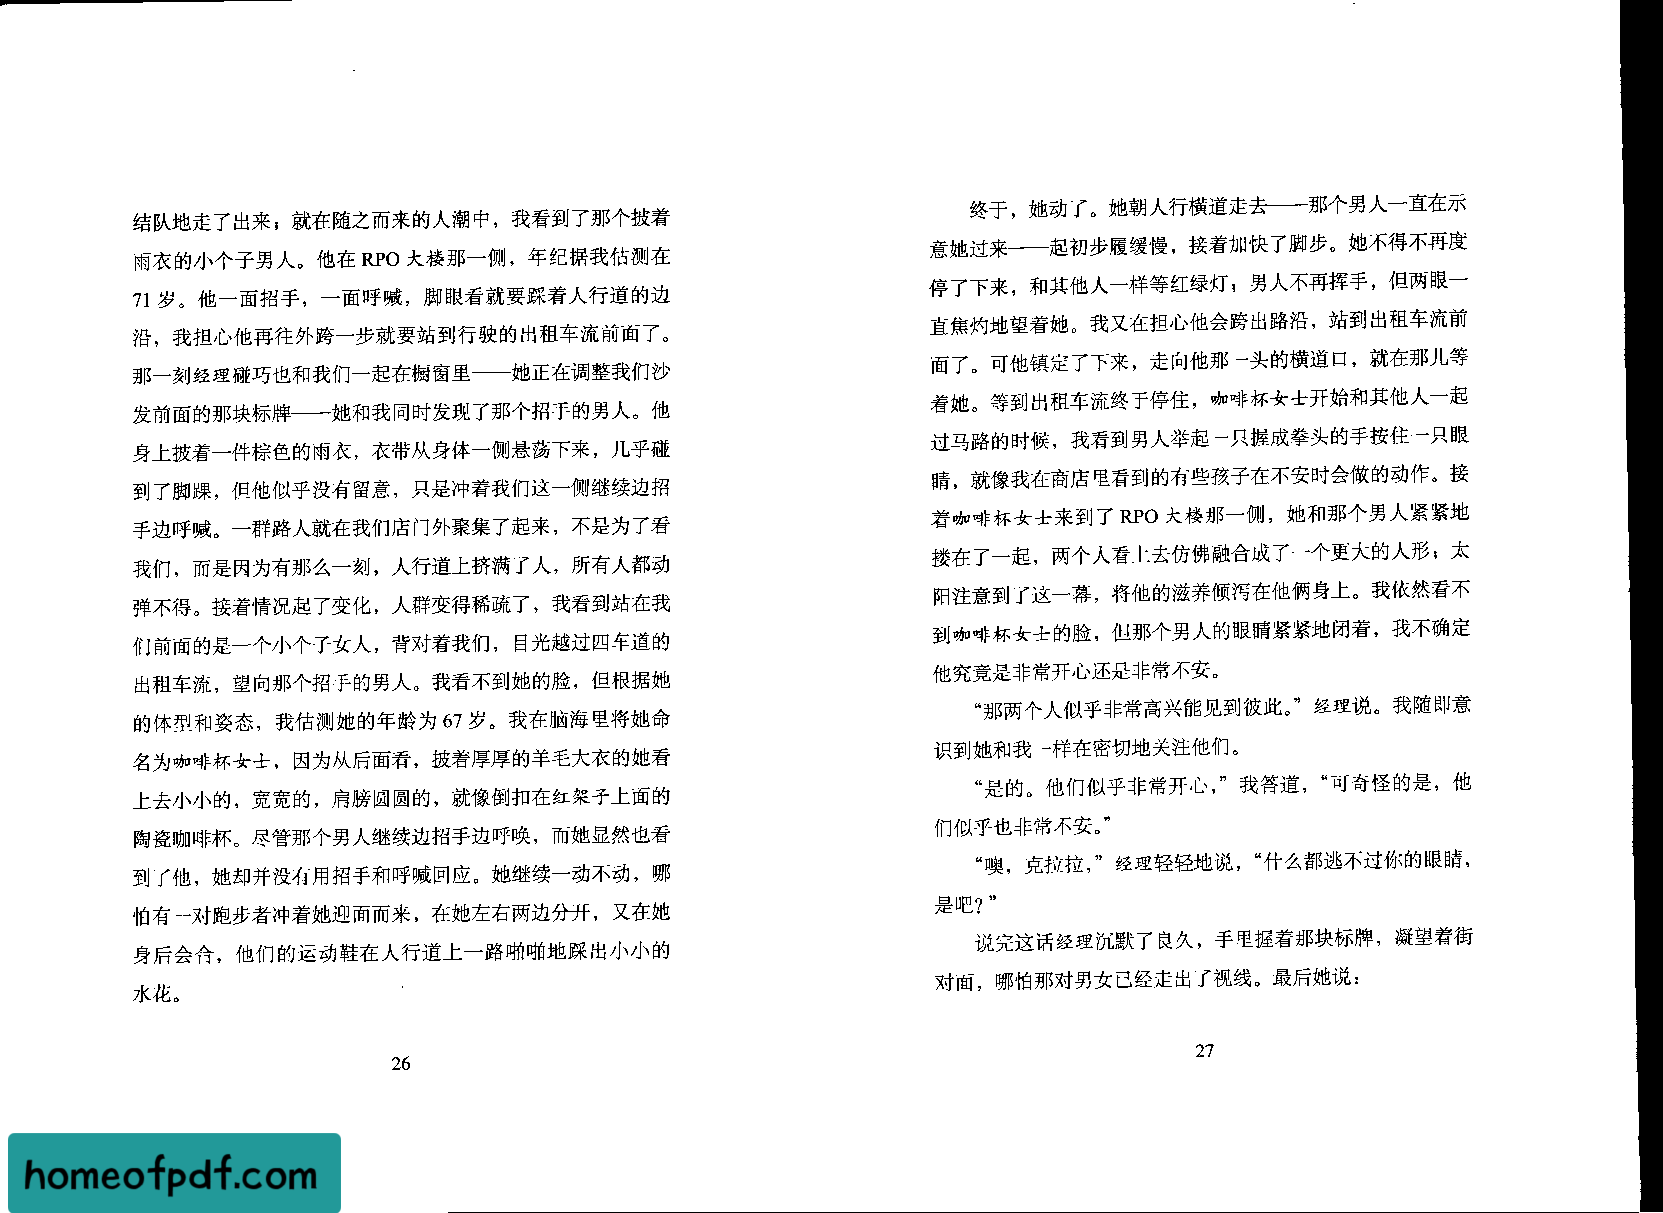 结队地走了出来；就在随之而来的人潮中，我看到了那个披着
雨衣的小个子男人。他在 RPO 大楼那一侧，年纪据我估测在
71 岁。他一面招手，一面呼喊，脚眼看就要踩着人行道的边
沿，我担心他再往外跨一步就要站到行驶的出租车流前面了。
那一刻经理碰巧也和我们一起在橱窗里——她正在调整我们沙
发前面的那块标牌——她和我同时发现了那个招手的男人。他
身上披着一件棕色的雨衣，衣带从身体一侧悬荡下来，几乎碰
到了脚踝，但他似乎没有留意，只是冲着我们这一侧继续边招
手边呼喊。一群路人就在我们店门外聚集了起来，不是为了看
我们，而是因为有那么一刻，人行道上挤满了人，所有人都动
弹不得。接着情况起了变化，人群变得稀疏了，我看到站在我
们前面的是一个小个子女人，背对着我们，目光越过四车道的
出租车流，望向那个招手的男人。我看不到她的脸，但根据她
的体型和姿态，我估测她的年龄为 67 岁。我在脑海里将她命
名为咖啡杯女士，因为从后面看，披着厚厚的羊毛大衣的她看
上去小小的，宽宽的，肩膀圆圆的，就像倒扣在红架子上面的
陶瓷咖啡杯。尽管那个男人继续边招手边呼唤，而她显然也看
到了他，她却并没有用招手和呼喊回应。她继续一动不动，哪
怕有一对跑步者冲着她迎面而来，在她左右两边分开，又在她
身后会合，他们的运动鞋在人行道上一路啪啪地踩出小小的
水花。
26
终于，她动了。她朝人行横道走去——那个男人一直在示
意她过来——起初步履缓慢，接着加快了脚步。她不得不再度
停了下来，和其他人一样等红绿灯；男人不再挥手，但两眼一
直焦灼地望着她。我又在担心他会跨出路沿，站到出租车流前
面了。可他镇定了下来，走向他那一头的横道口，就在那儿等
着她。等到出租车流终于停住，咖啡杯女士开始和其他人一起
过马路的时候，我看到男人举起一只握成拳头的手按住一只眼
睛，就像我在商店里看到的有些孩子在不安时会做的动作。接
着咖啡杯女士来到了 RPO 大楼那一侧，她和那个男人紧紧地
搂在了一起，两个人看上去仿佛融合成了一个更大的人形；太
阳注意到了这一幕，将他的滋养倾泻在他俩身上。我依然看不
到咖啡杯女士的脸，但那个男人的眼睛紧紧地闭着，我不确定
他究竟是非常开心还是非常不安。
“那两个人似乎非常高兴能见到彼此。”经理说。我随即意
识到她和我一样在密切地关注他们。
“是的。他们似乎非常开心，”我答道，“可奇怪的是，他
们似乎也非常不安。”
“噢，克拉拉，”经理轻轻地说，“什么都逃不过你的眼睛，
是吧？”
说完这话经理沉默了良久，手里握着那块标牌，凝望着街
对面，哪怕那对男女已经走出了视线。最后她说：
27
homeofpdf.com